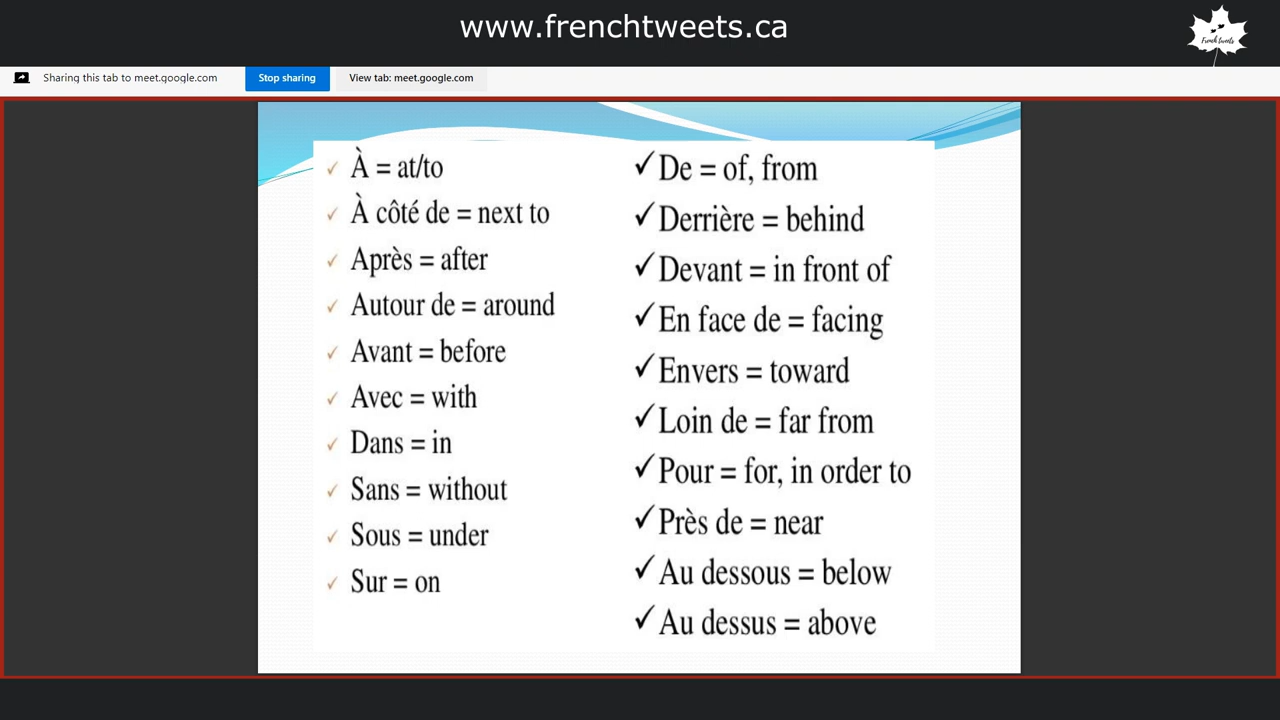 www.frenchtweets.ca
French tweets
Sharing this tab to meet.google.com
Stop sharing
View tab: meet.google.com
À = at/to
À côté de = next to
Après = after
Autour de = around
Avant = before
Avec = with
Dans = in
Sans = without
Sous = under
Sur = on
De = of, from
Derrière = behind
Devant = in front of
En face de = facing
Envers = toward
Loin de = far from
Pour = for, in order to
Près de = near
Au dessous = below
Au dessus = above